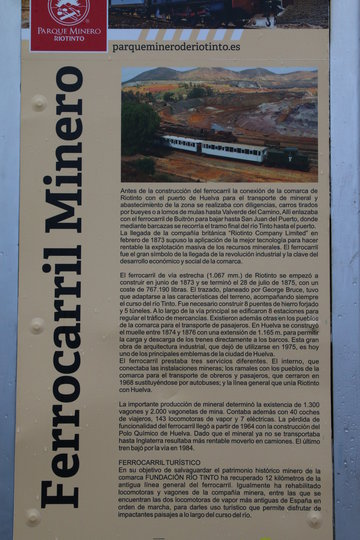 PARQUE MINERO
RIOTINTO
parquemineroderiotinto.es
Ferrocarril Minero
Antes de la construcción del ferrocarril la conexión de la comarca de
Riotinto con el puerto de Huelva para el transporte de mineral y
abastecimiento de la zona se realizaba con diligencias, carros tirados
por bueyes o a lomos de mulas hasta Valverde del Camino. Allí enlazaba
con el ferrocarril de Buitrón para bajar hasta San Juan del Puerto, donde
mediante barcazas se recorría el tramo final del río Tinto hasta el puerto.
La llegada de la compañía británica "Riotinto Company Limited" en
febrero de 1873 supuso la aplicación de la mejor tecnología para hacer
rentable la explotación masiva de los recursos minerales. El ferrocarril
fue el gran símbolo de la llegada de la revolución industrial y la clave del
desarrollo económico y social de la comarca.
El ferrocarril de vía estrecha (1.067 mm.) de Riotinto se empezó a
construir en junio de 1873 y se terminó el 28 de julio de 1875, con un
coste de 767.190 libras. El trazado, planeado por George Bruce, tuvo
que adaptarse a las características del terreno, acompañando siempre
el curso del río Tinto. Fue necesario construir 8 puentes de hierro forjado
y 5 túneles. A lo largo de la vía principal se edificaron 8 estaciones para
regular el tráfico de mercancías. Existieron además otras en los pueblos
de la comarca para el transporte de pasajeros. En Huelva se construyó
el muelle entre 1874 a 1876 con una extensión de 1.165 m. para permitir
la carga y descarga de los trenes directamente a los barcos. Esta gran
obra de arquitectura industrial, que dejó de utilizarse en 1975, es hoy
uno de los principales emblemas de la ciudad de Huelva.
El ferrocarril prestaba tres servicios diferentes. El interno, que
conectaba las instalaciones mineras; los ramales con los pueblos de la
comarca para el transporte de obreros y pasajeros, que cerraron en
1968 sustituyéndose por autobuses; y la línea general que unía Riotinto
con Huelva.
La importante producción de mineral determinó la existencia de 1.300
vagones y 2.000 vagonetas de mina. Contaba además con 40 coches
de viajeros, 143 locomotoras de vapor y 7 eléctricas. La pérdida de
funcionalidad del ferrocarril llegó a partir de 1964 con la construcción del
Polo Químico de Huelva. Dado que el mineral ya no se transportaba
hasta Inglaterra resultaba más rentable moverlo en camiones. El último
tren bajó por la vía en 1984.
FERROCARRIL TURÍSTICO
En su objetivo de salvaguardar el patrimonio histórico minero de la
comarca FUNDACIÓN RÍO TINTO ha recuperado 12 kilómetros de la
antigua línea general del ferrocarril. Igualmente ha rehabilitado
locomotoras y vagones de la compañía minera, entre las que se
encuentran las dos locomotoras de vapor más antiguas de España en
orden de marcha, para darles uso turístico que permite disfrutar de
impactantes paisajes a lo largo del curso del río.